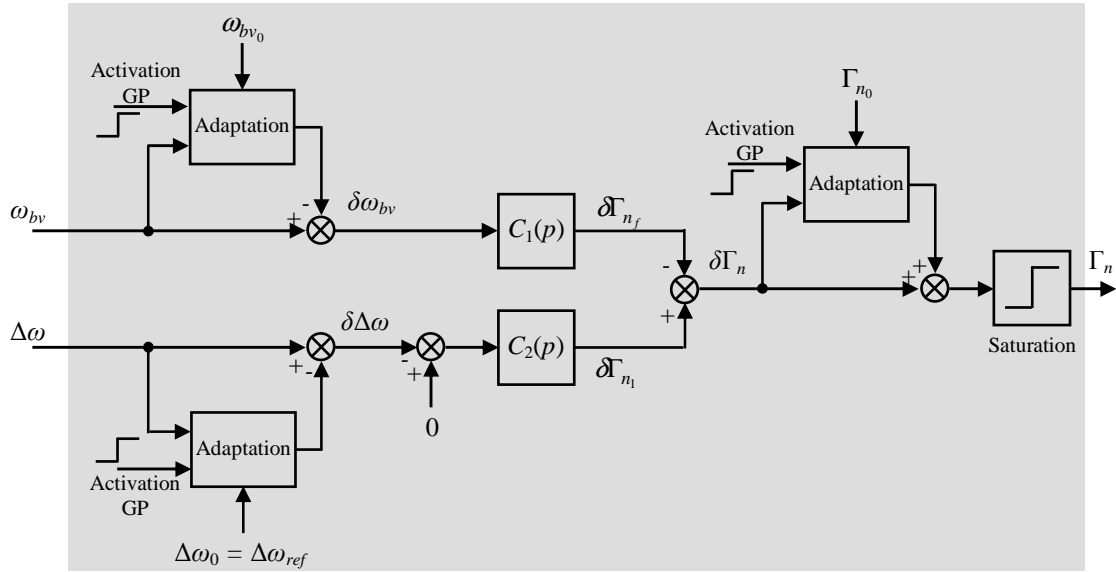 ω_{bv_0}
Activation
GP
Adaptation
Γ_{n_0}
Activation
GP
Adaptation
-
δω_{bv}
ω_{bv}
+
C_1(p)
δΓ_{n_f}
-
δΓ_n
+
+
Γ_n
Δω
δΔω
+
-
-
+
C_2(p)
+
δΓ_{n_1}
Saturation
0
Adaptation
Activation
GP
Δω_0 = Δω_{ref}